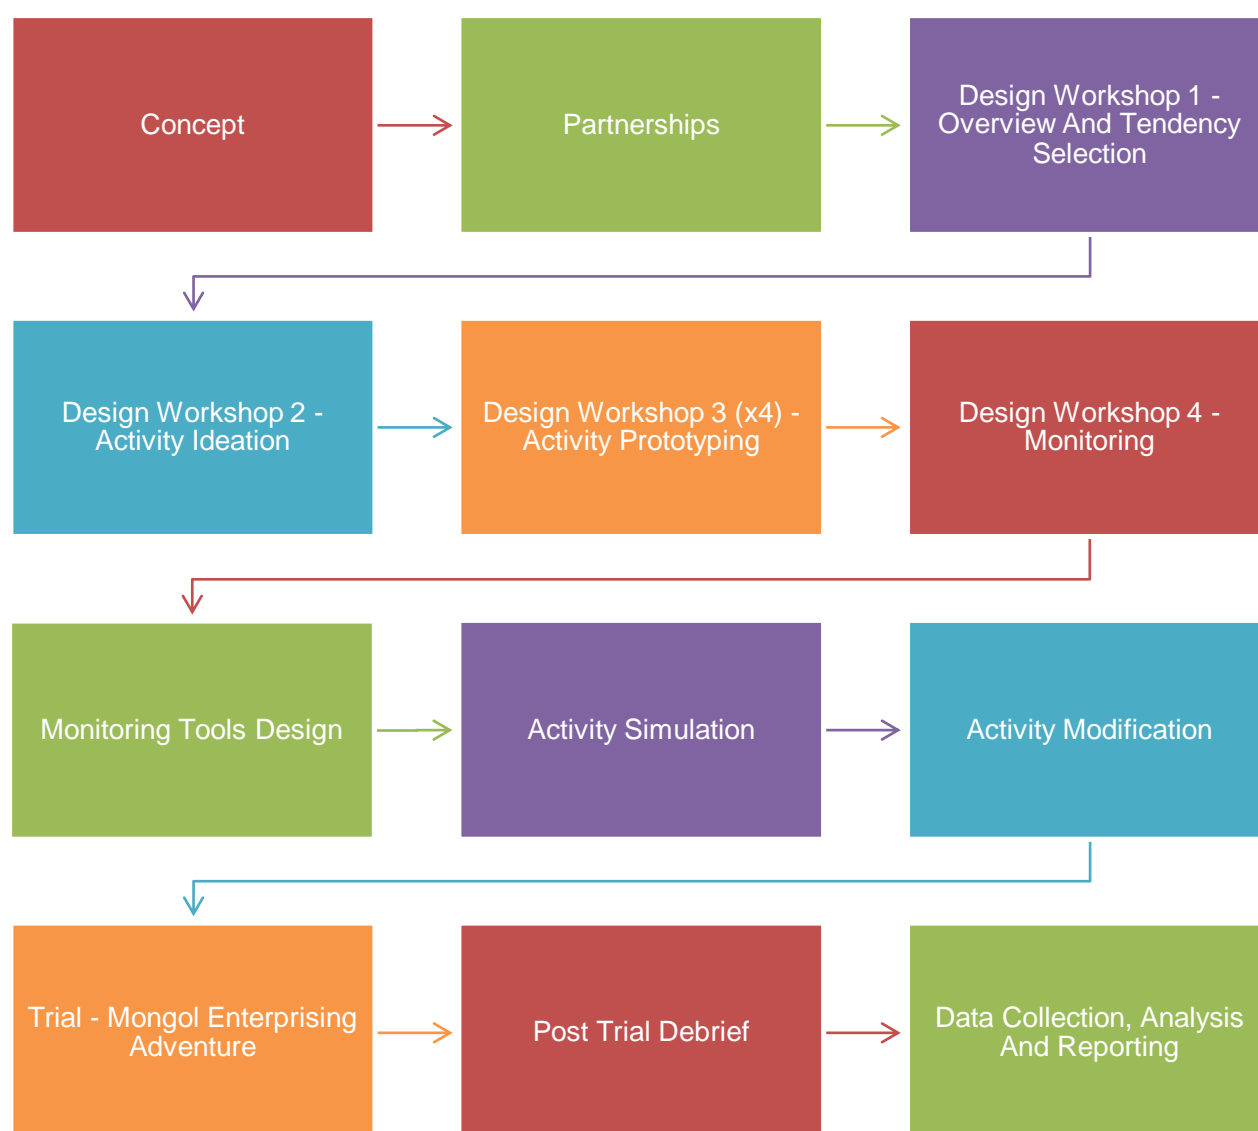 Concept
Partnerships
Design Workshop 1 -
Overview And Tendency
Selection
Design Workshop 2 -
Activity Ideation
Design Workshop 3 (x4) -
Activity Prototyping
Design Workshop 4 -
Monitoring
Monitoring Tools Design
Activity Simulation
Activity Modification
Trial - Mongol Enterprising
Adventure
Post Trial Debrief
Data Collection, Analysis
And Reporting